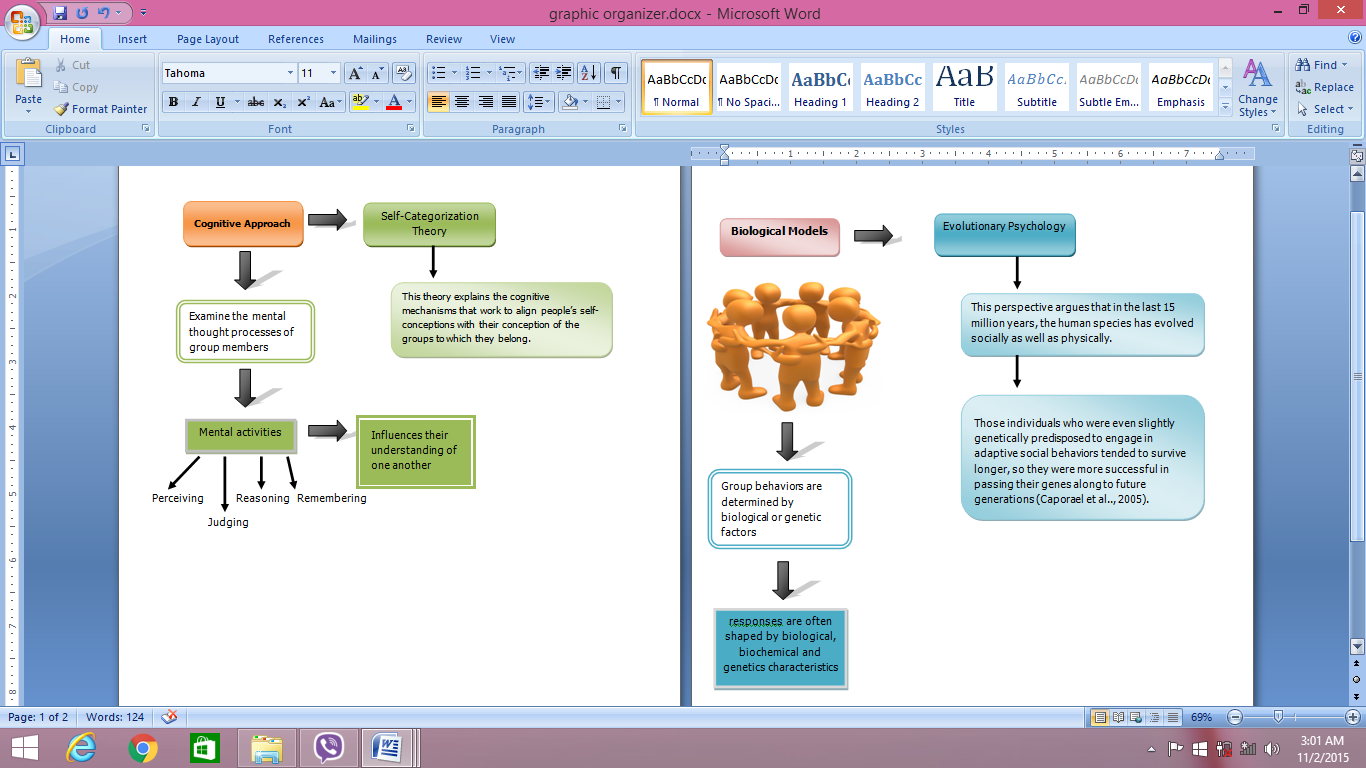 graphic organizer.docx - Microsoft Word
Home Insert Page Layout References Mailings Review View
Paste
Cut
Copy
Format Painter
Clipboard
Tahoma 11
Font
Paragraph
AaBbCcDc
¶ Normal
AaBbCcDc
¶ No Spaci...
AaBbCc
Heading 1
AaBbCc
Heading 2
AaB
Title
AaBbCc.
Subtitle
AaBbCcDc
Subtle Em...
AaBbCcDc
Emphasis
Change
Styles
Styles
Find
Replace
Select
Editing
Cognitive Approach
Self-Categorization
Theory
Examine the mental
thought processes of
group members
This theory explains the cognitive
mechanisms that work to align people’s self-
conceptions with their conception of the
groups to which they belong.
Mental activities
Influences their
understanding of
one another
Perceiving
Reasoning
Remembering
Judging
Biological Models
Evolutionary Psychology
This perspective argues that in the last 15
million years, the human species has evolved
socially as well as physically.
Those individuals who were even slightly
genetically predisposed to engage in
adaptive social behaviors tended to survive
longer, so they were more successful in
passing their genes along to future
generations (Caporael et al.., 2005).
Group behaviors are
determined by
biological or genetic
factors
responses are often
shaped by biological,
biochemical and
genetics characteristics
Page: 1 of 2 Words: 124
69%
3:01 AM
11/2/2015